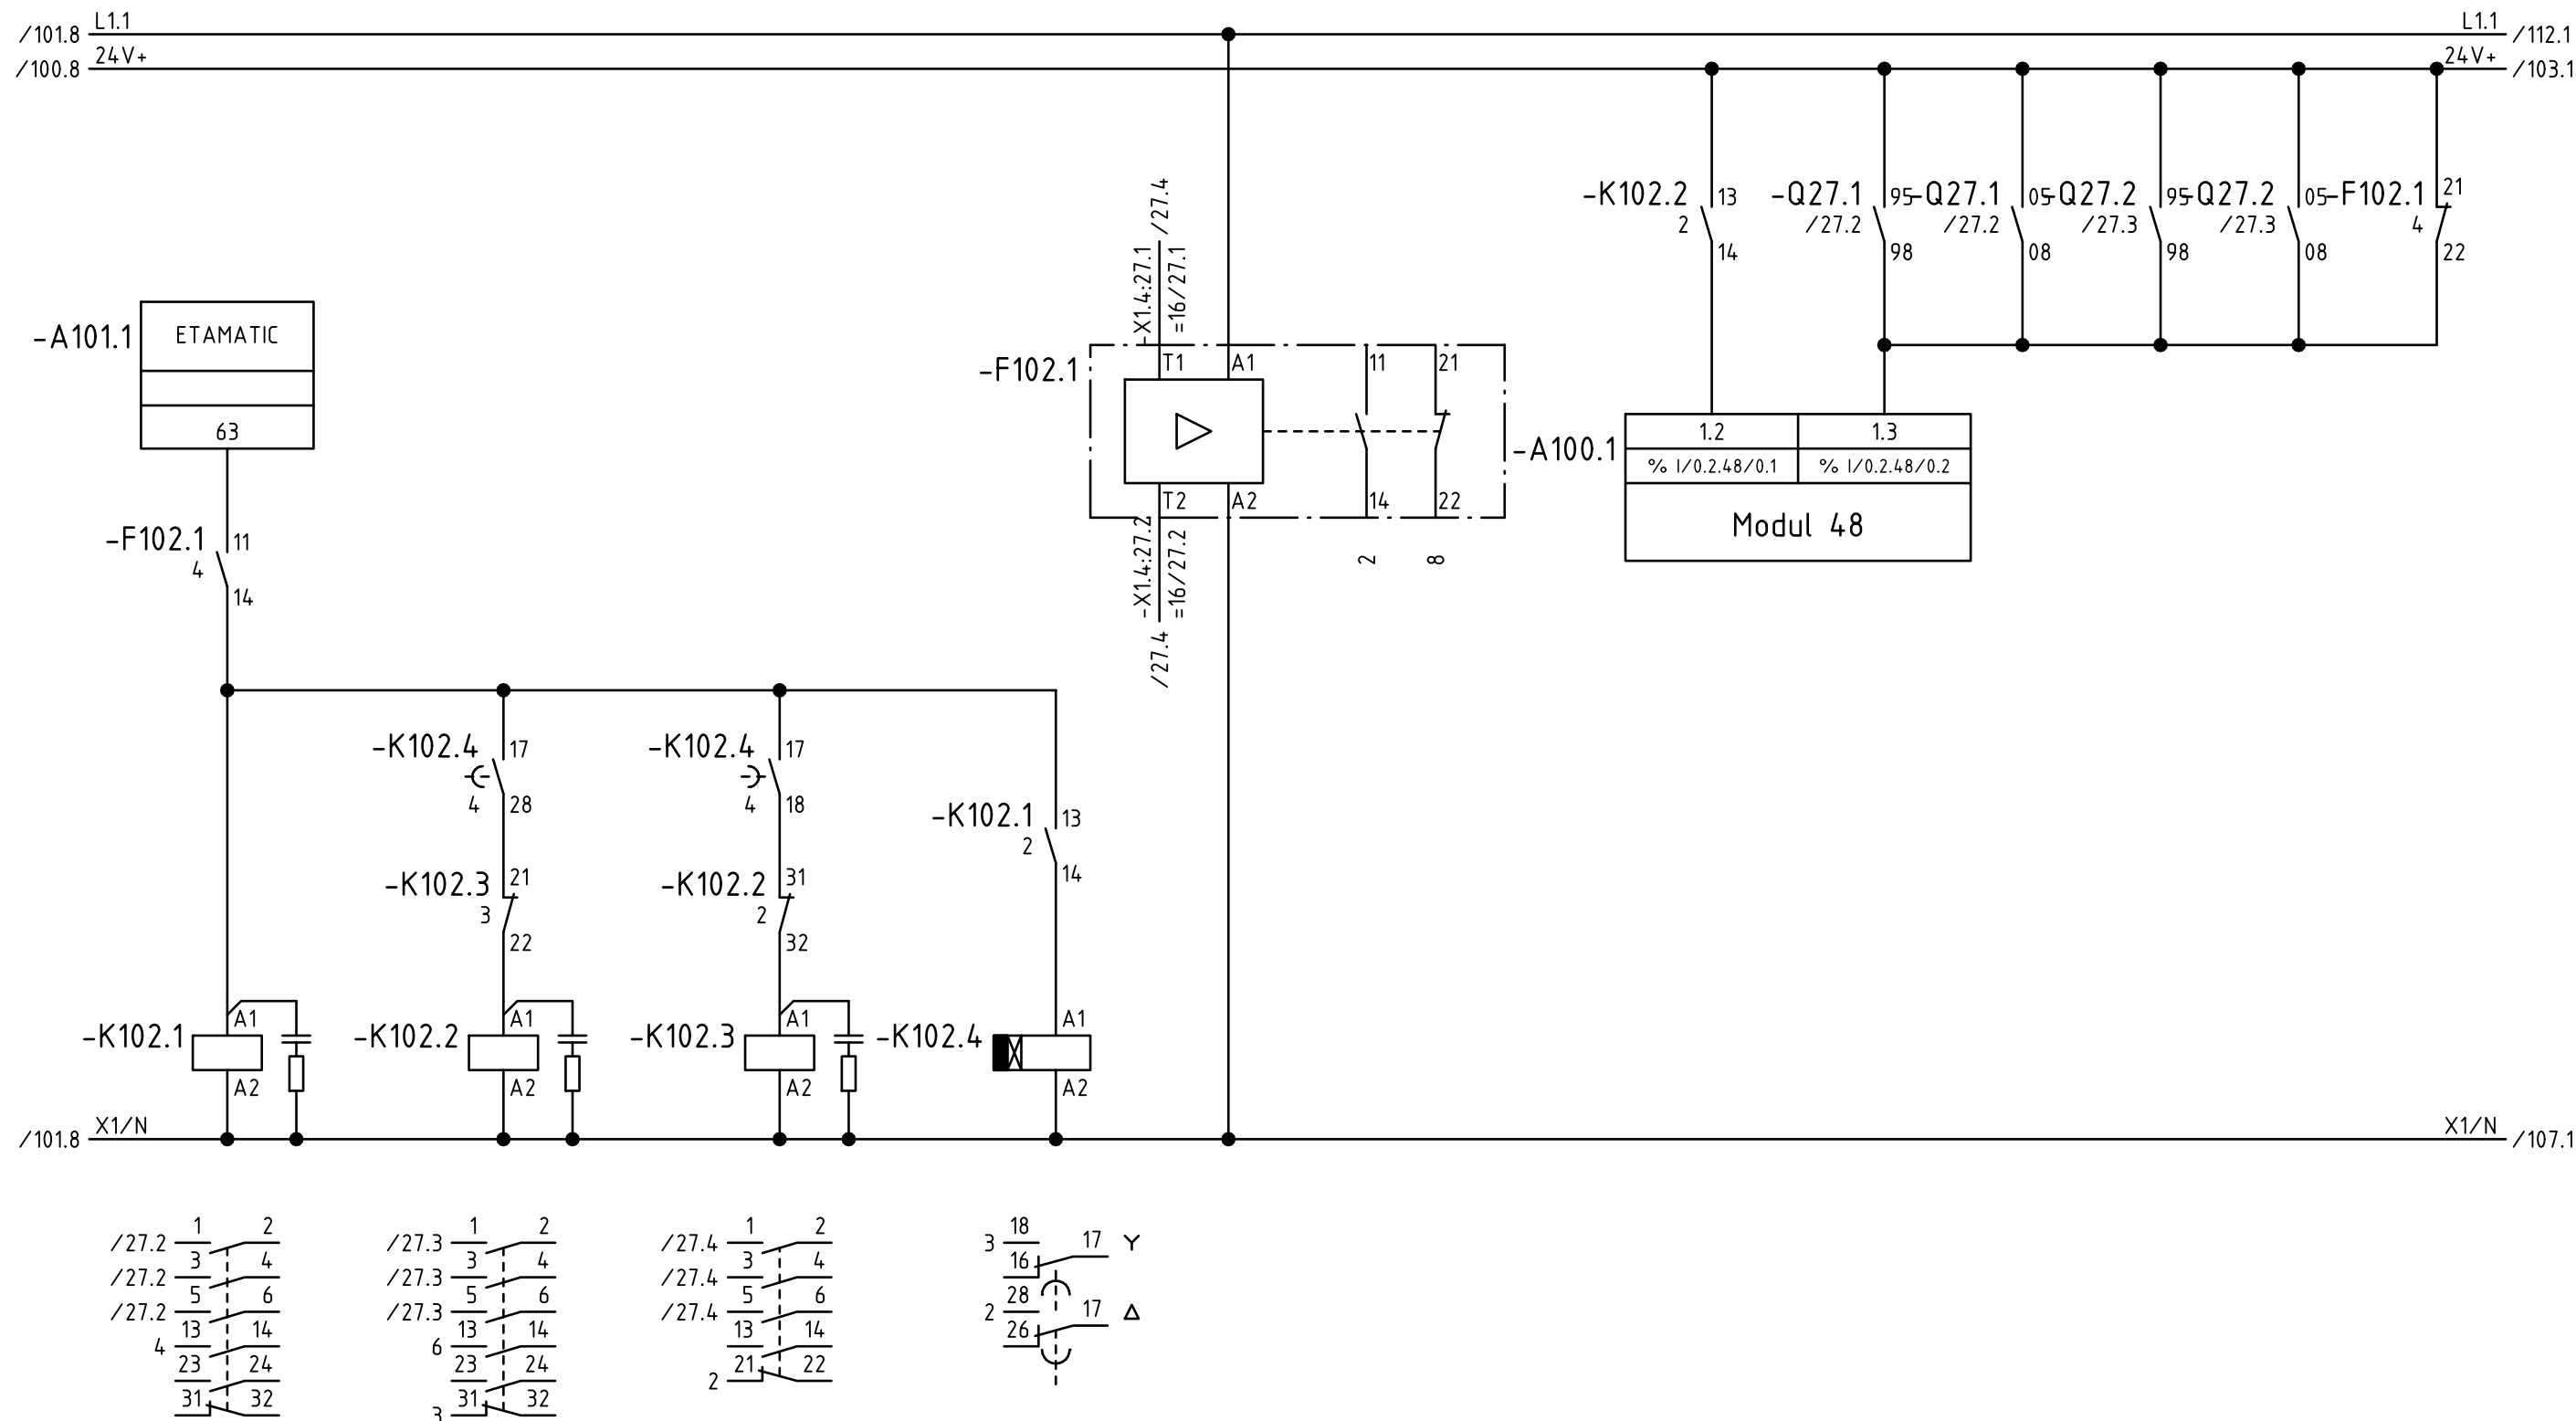 L1.1
/101.8
L1.1
/112.1
24V+
/100.8
24V+
/103.1
-K102.2
13
2
14
-Q27.1
95
/27.2
98
-Q27.1
05
/27.2
08
-Q27.2
95
/27.3
98
-Q27.2
05
/27.3
08
-F102.1
21
4
22
-A101.1
ETAMATIC
63
-F102.1
11
4
14
/27.4
-X1.4:27.1
=16/27.1
-F102.1
T1
A1
11
21
T2
A2
14
22
-X1.4:27.2
=16/27.2
/27.4
2
8
-A100.1
1.2
1.3
% I/0.2.48/0.1
% I/0.2.48/0.2
Modul 48
-K102.4
17
4
28
-K102.4
17
4
18
-K102.1
13
2
14
-K102.3
21
3
22
-K102.2
31
2
32
-K102.1
A1
A2
-K102.2
A1
A2
-K102.3
A1
A2
-K102.4
A1
A2
/101.8
X1/N
X1/N
/107.1
1 2
/27.2
3 4
/27.2
5 6
/27.2
13 14
4
23 24
31 32
1 2
/27.3
3 4
/27.3
5 6
/27.3
13 14
6
23 24
31 32
3
1 2
/27.4
3 4
/27.4
5 6
/27.4
13 14
21 22
2
18
3
17 Y
16
28
2
17 Δ
26